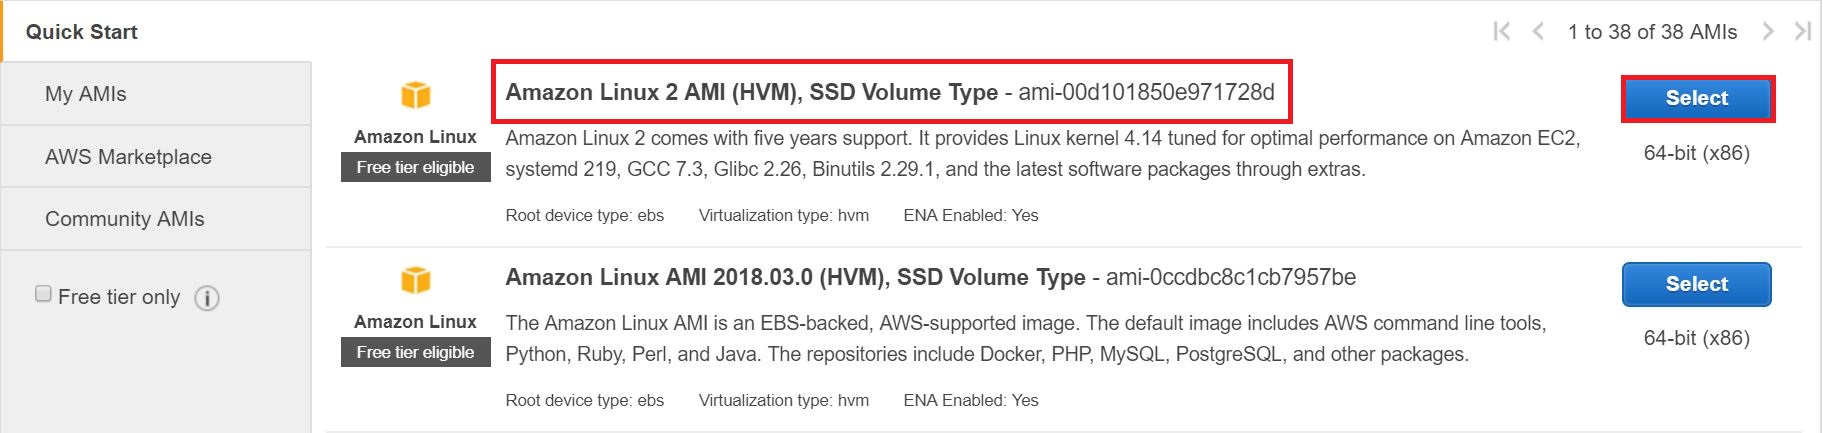 Quick Start
1 to 38 of 38 AMIs
My AMIs
AWS Marketplace
Community AMIs
Free tier only
Amazon Linux
Free tier eligible
Amazon Linux 2 AMI (HVM), SSD Volume Type - ami-00d101850e971728d
Amazon Linux 2 comes with five years support. It provides Linux kernel 4.14 tuned for optimal performance on Amazon EC2,
systemd 219, GCC 7.3, Glibc 2.26, Binutils 2.29.1, and the latest software packages through extras.
Root device type: ebs Virtualization type: hvm ENA Enabled: Yes
Select
64-bit (x86)
Amazon Linux
Free tier eligible
Amazon Linux AMI 2018.03.0 (HVM), SSD Volume Type - ami-0ccdbc8c1cb7957be
The Amazon Linux AMI is an EBS-backed, AWS-supported image. The default image includes AWS command line tools,
Python, Ruby, Perl, and Java. The repositories include Docker, PHP, MySQL, PostgreSQL, and other packages.
Root device type: ebs Virtualization type: hvm ENA Enabled: Yes
Select
64-bit (x86)